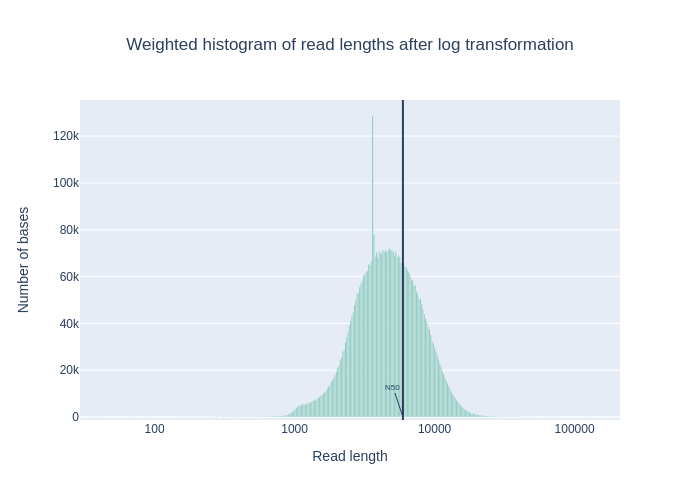 Weighted histogram of read lengths after log transformation
Number of bases
120k
100k
80k
60k
40k
20k
0
N50
100
1000
10000
100000
Read length